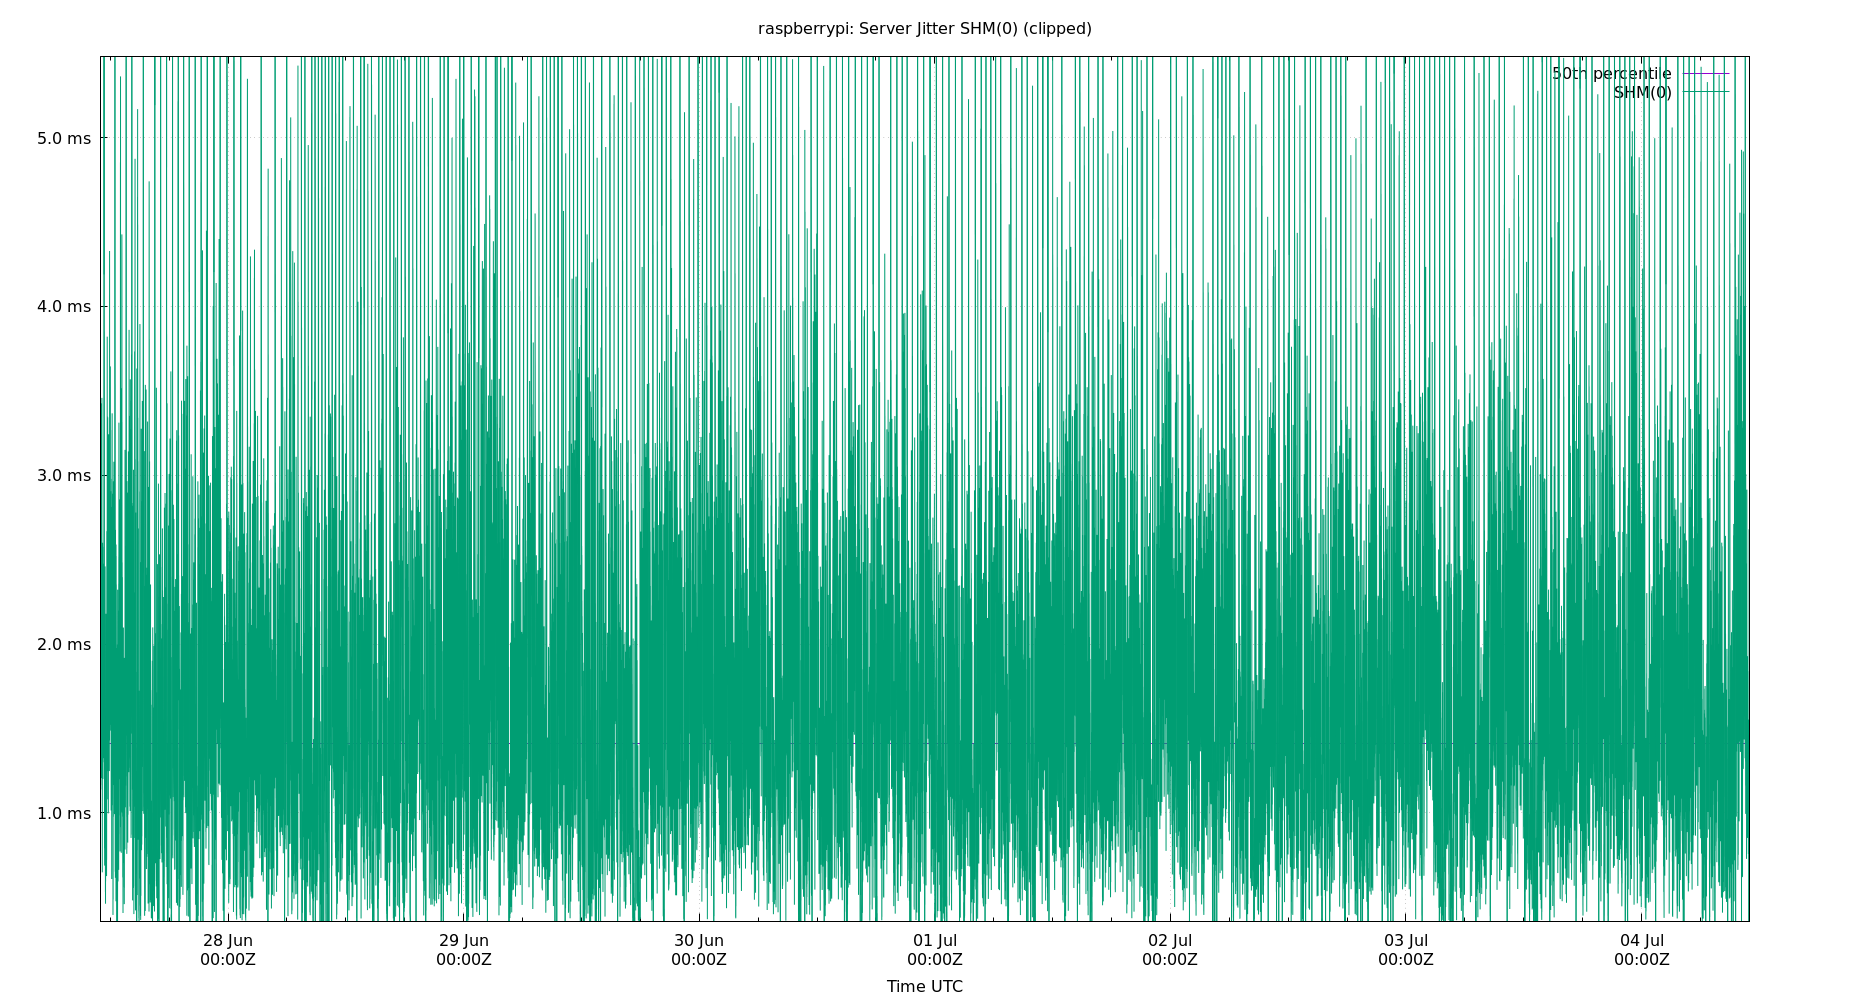 raspberrypi: Server Jitter SHM(0) (clipped)
50th percentile
SHM(0)
5.0 ms
4.0 ms
3.0 ms
2.0 ms
1.0 ms
28 Jun
00:00Z
29 Jun
00:00Z
30 Jun
00:00Z
01 Jul
00:00Z
02 Jul
00:00Z
03 Jul
00:00Z
04 Jul
00:00Z
Time UTC